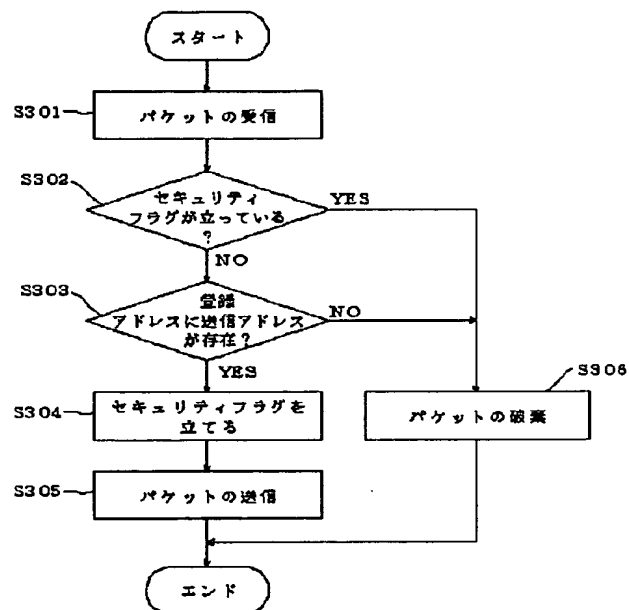 スタート
S301
パケットの受信
S302
セキュリティ
フラグが立っている
?
YES
NO
S303
登録
アドレスに送信アドレス
が存在?
NO
YES
S304
セキュリティフラグを
立てる
S306
パケットの破棄
S305
パケットの送信
エンド